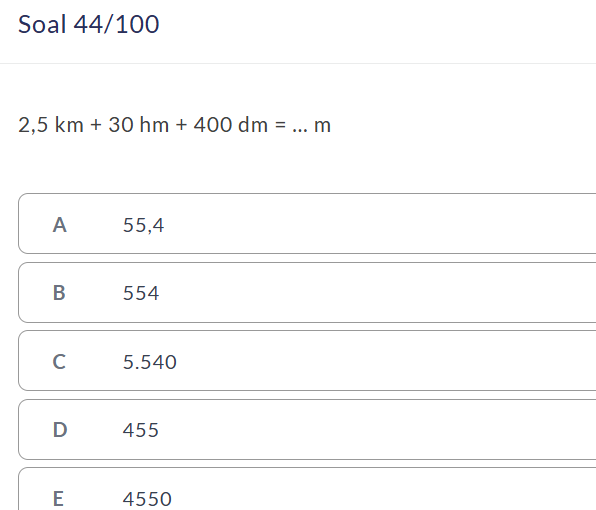 Soal 44/100
2,5 km + 30 hm + 400 dm = ... m
A 55,4
B 554
C 5.540
D 455
E 4550